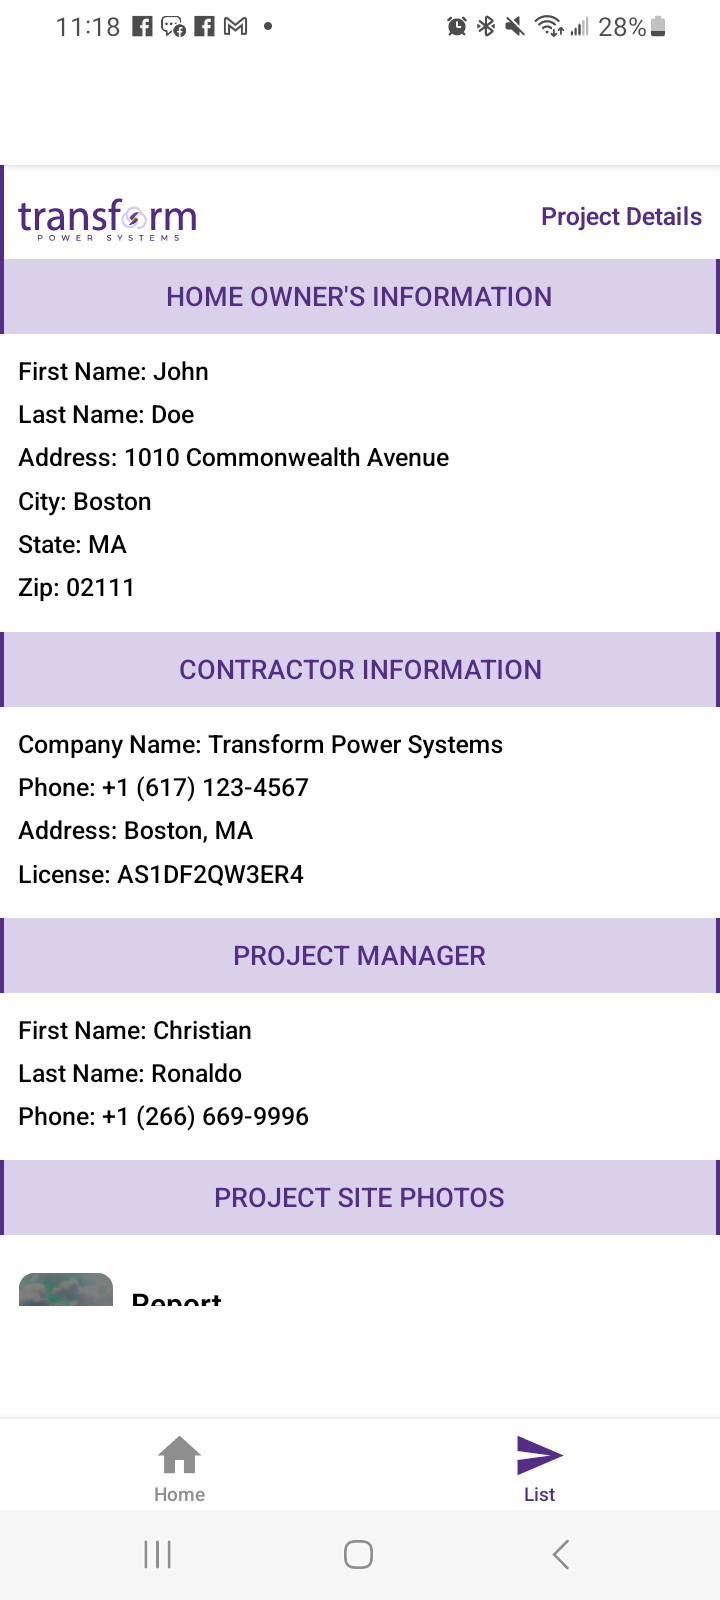 11:18 28%
transform
POWER SYSTEMS
Project Details
HOME OWNER'S INFORMATION
First Name: John
Last Name: Doe
Address: 1010 Commonwealth Avenue
City: Boston
State: MA
Zip: 02111
CONTRACTOR INFORMATION
Company Name: Transform Power Systems
Phone: +1 (617) 123-4567
Address: Boston, MA
License: AS1DF2QW3ER4
PROJECT MANAGER
First Name: Christian
Last Name: Ronaldo
Phone: +1 (266) 669-9996
PROJECT SITE PHOTOS
Report
Home
List